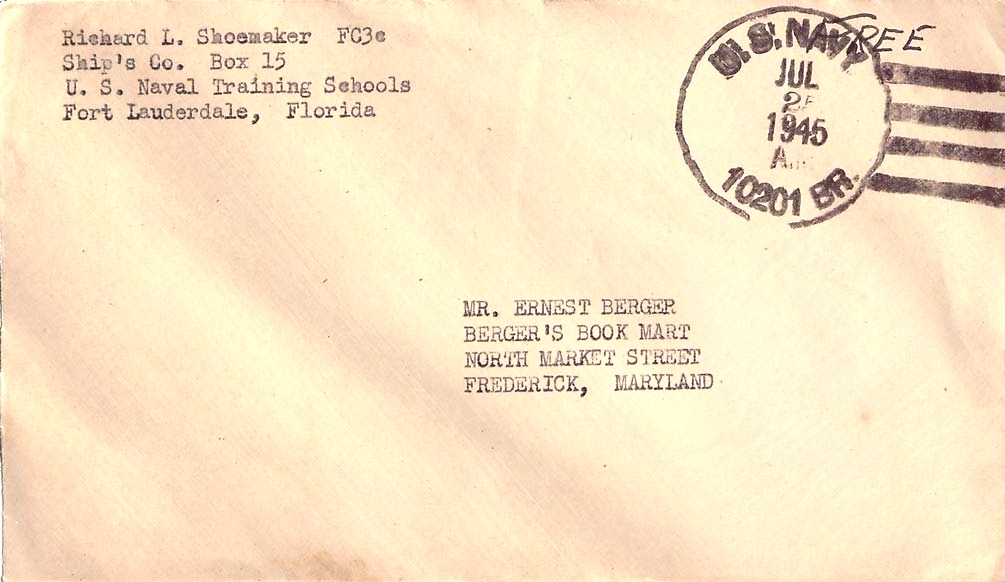 Richard L. Shoemaker FC3c
Ship's Co. Box 15
U. S. Naval Training Schools
Fort Lauderdale, Florida
FREE
U.S. NAVY
JUL
1945
10201 BR.
MR. ERNEST BERGER
BERGER'S BOOK MART
NORTH MARKET STREET
FREDERICK, MARYLAND